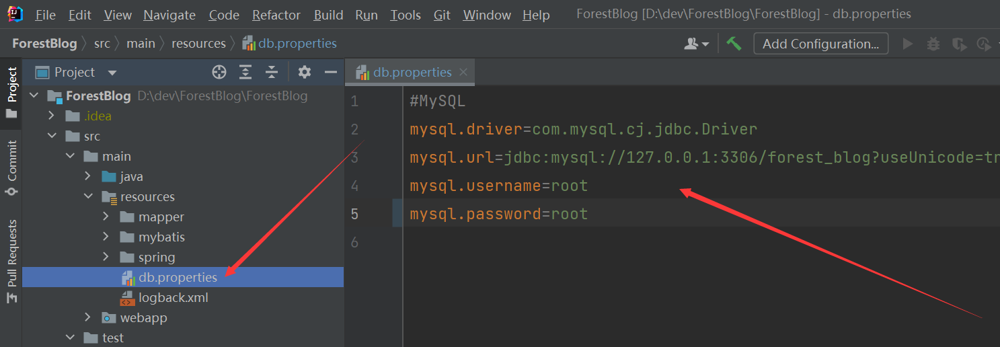 File Edit View Navigate Code Refactor Build Run Tools Git Window Help ForestBlog [D:\dev\ForestBlog\ForestBlog] - db.properties
ForestBlog src main resources db.properties Add Configuration...
Project
Commit
Pull Requests
Project
ForestBlog D:\dev\ForestBlog\ForestBlog
.idea
src
main
java
resources
mapper
mybatis
spring
db.properties
logback.xml
webapp
test
db.properties
1 #MySQL
2 mysql.driver=com.mysql.cj.jdbc.Driver
3 mysql.url=jdbc:mysql://127.0.0.1:3306/forest_blog?useUnicode=tr
4 mysql.username=root
5 mysql.password=root
6